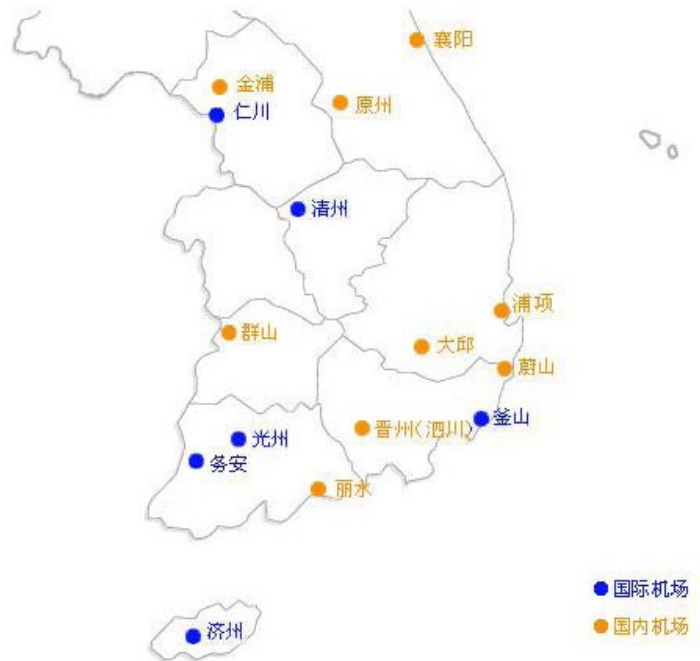 襄阳
金浦
原州
仁川
清州
浦项
群山
大邱
蔚山
釜山
晋州(泗川)
光州
务安
丽水
国际机场
国内机场
济州